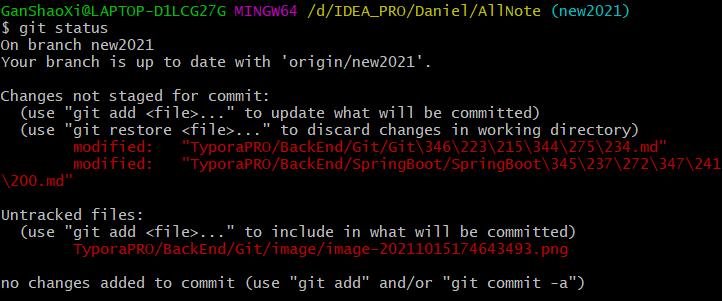 GanShaoXi@LAPTOP-D1LCG27G MINGW64 /d/IDEA_PRO/Daniel/AllNote (new2021)
$ git status
On branch new2021
Your branch is up to date with 'origin/new2021'.
Changes not staged for commit:
(use "git add <file>..." to update what will be committed)
(use "git restore <file>..." to discard changes in working directory)
modified: "TyporaPRO/BackEnd/Git/Git\346\223\215\344\275\234.md"
modified: "TyporaPRO/BackEnd/SpringBoot/SpringBoot\345\237\272\347\241
\200.md"
Untracked files:
(use "git add <file>..." to include in what will be committed)
TyporaPRO/BackEnd/Git/image/image-20211015174643493.png
no changes added to commit (use "git add" and/or "git commit -a")